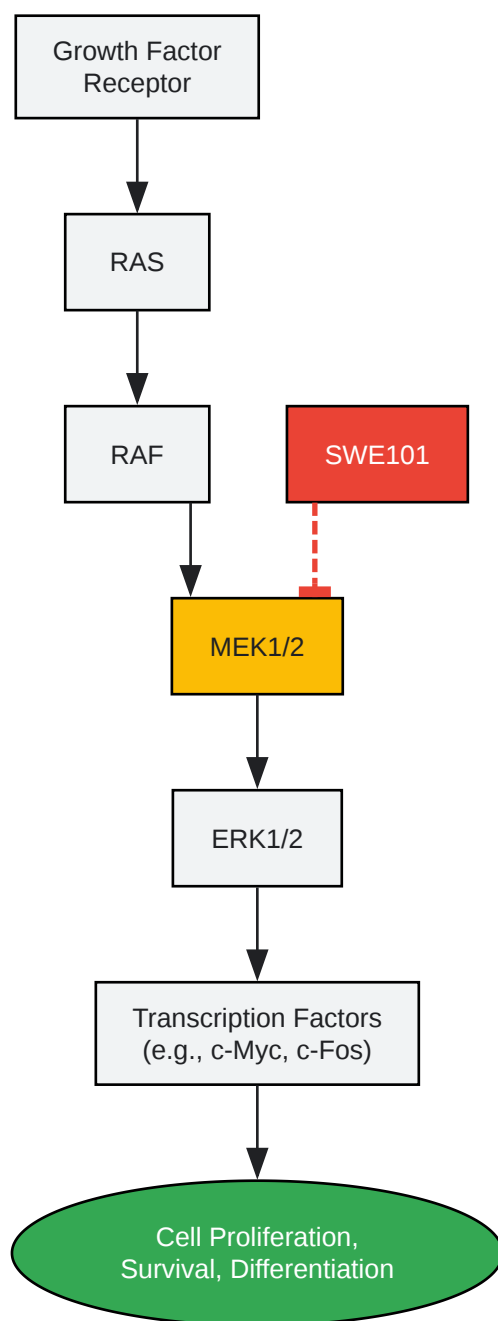 Growth Factor
Receptor
RAS
RAF
SWE101
MEK1/2
ERK1/2
Transcription Factors
(e.g., c-Myc, c-Fos)
Cell Proliferation,
Survival, Differentiation